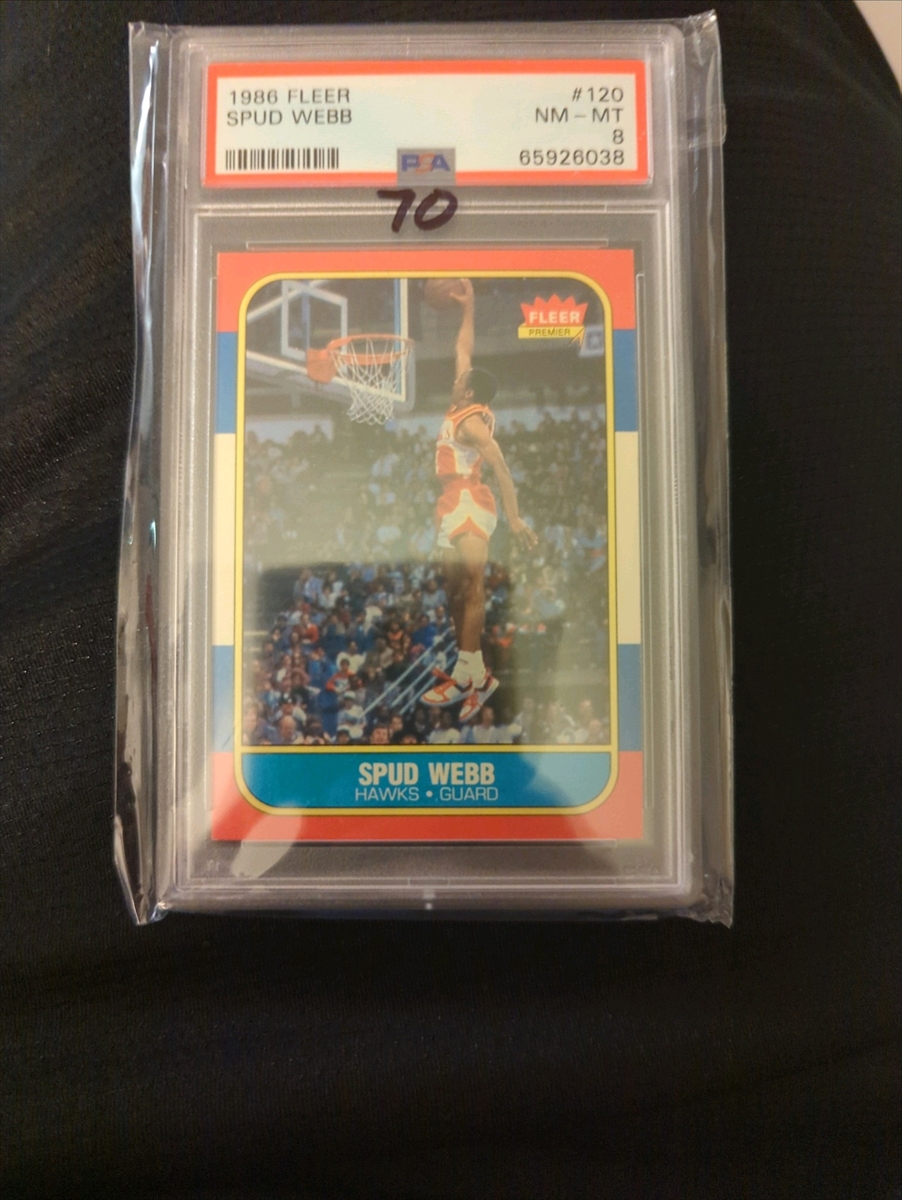 1986 FLEER #120
SPUD WEBB NM - MT
8
65926038
PSA
70
FLEER
PREMIER
SPUD WEBB
HAWKS • GUARD